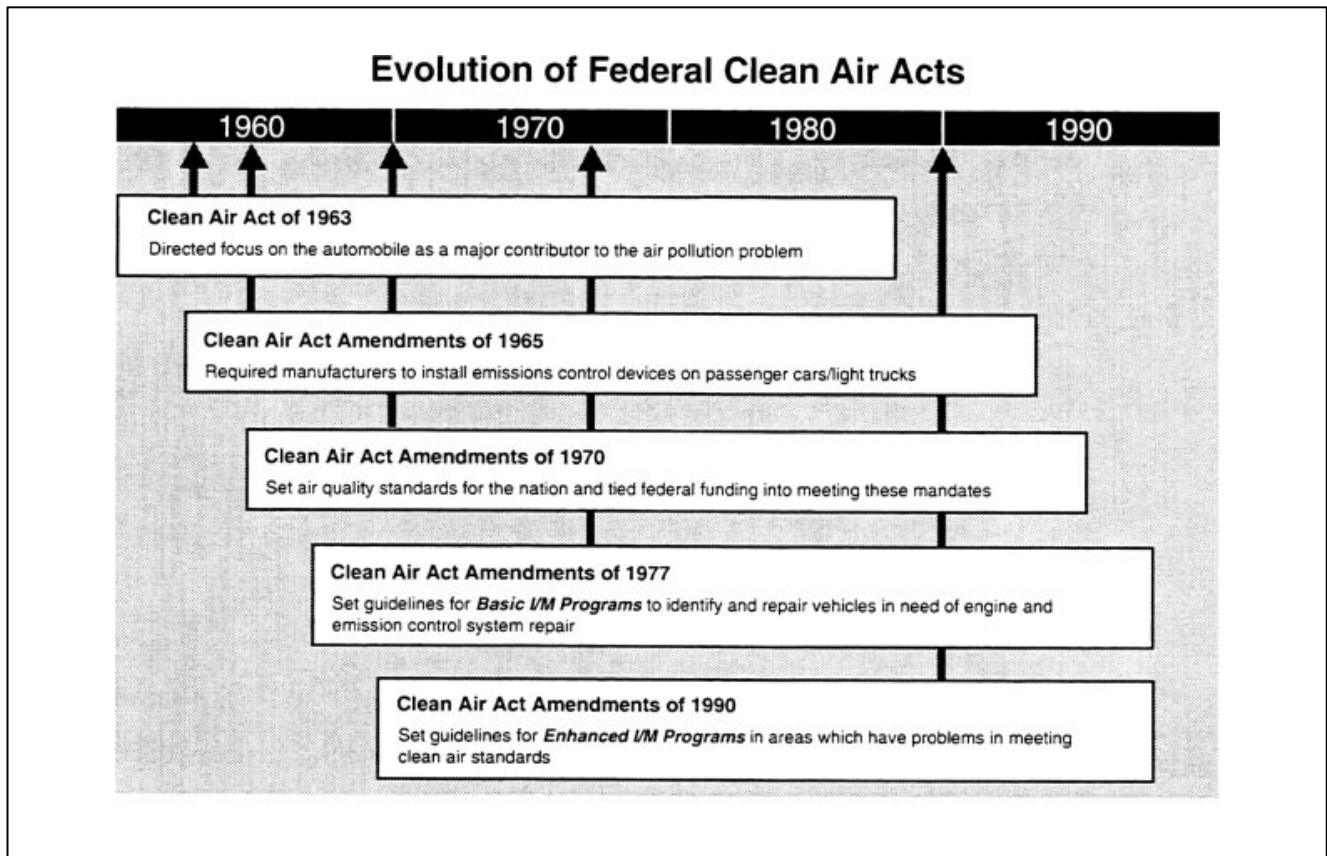 Evolution of Federal Clean Air Acts
1960 1970 1980 1990
Clean Air Act of 1963
Directed focus on the automobile as a major contributor to the air pollution problem
Clean Air Act Amendments of 1965
Required manufacturers to install emissions control devices on passenger cars/light trucks
Clean Air Act Amendments of 1970
Set air quality standards for the nation and tied federal funding into meeting these mandates
Clean Air Act Amendments of 1977
Set guidelines for Basic I/M Programs to identify and repair vehicles in need of engine and
emission control system repair
Clean Air Act Amendments of 1990
Set guidelines for Enhanced I/M Programs in areas which have problems in meeting
clean air standards